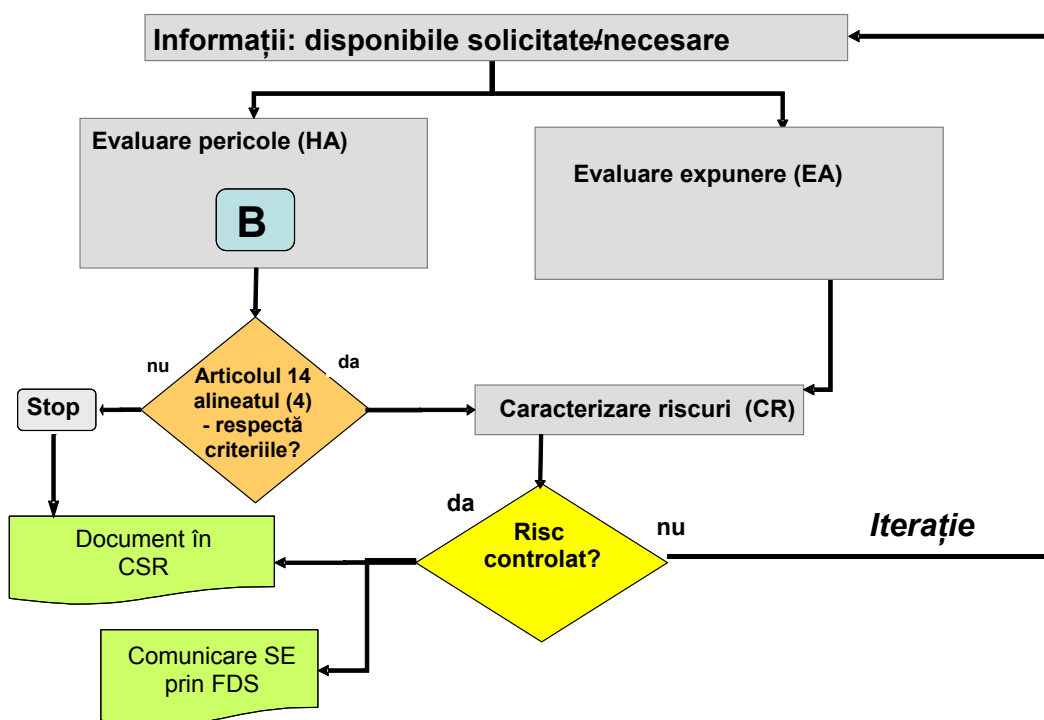 Informații: disponibile solicitate/necesare
Evaluare pericole (HA)
B
Evaluare expunere (EA)
nu
da
Articolul 14
alineatul (4)
- respectă
criteriile?
Stop
Caracterizare riscuri (CR)
da
nu
Risc
controlat?
Iterație
Document în
CSR
Comunicare SE
prin FDS